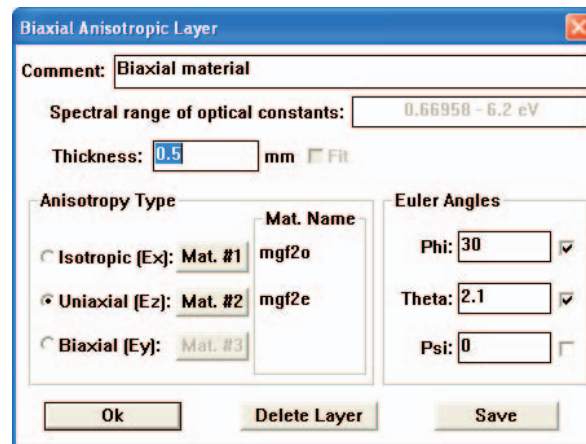 Biaxial Anisotropic Layer
Comment: Biaxial material
Spectral range of optical constants: 0.66958 - 6.2 eV
Thickness: 0.5 mm Fit
Anisotropy Type
Mat. Name
Isotropic (Ex): Mat. #1 mgf2o
Uniaxial (Ez): Mat. #2 mgf2e
Biaxial (Ey): Mat. #3
Euler Angles
Phi: 30
Theta: 2.1
Psi: 0
Ok Delete Layer Save